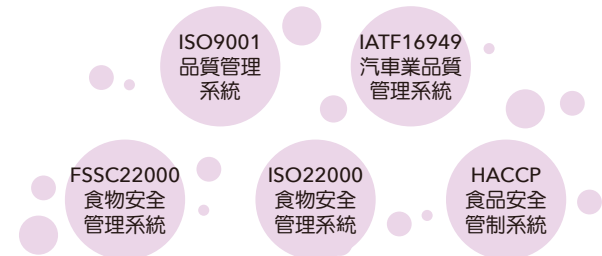 ISO9001
品質管理
系統
IATF16949
汽車業品質
管理系統
FSSC22000
食物安全
管理系統
ISO22000
食物安全
管理系統
HACCP
食品安全
管制系統